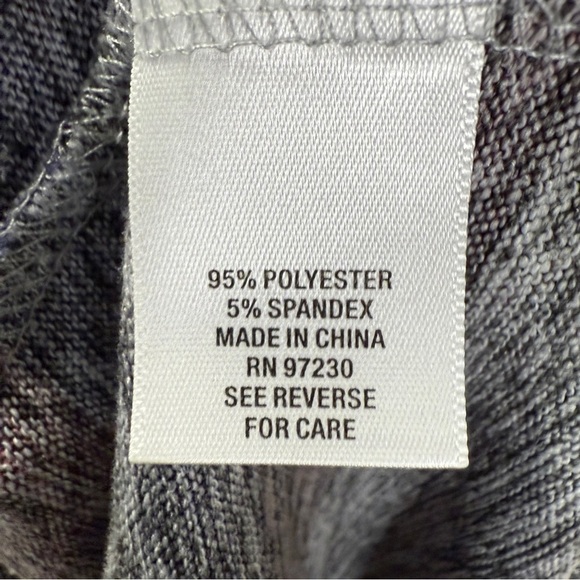 95% POLYESTER
5% SPANDEX
MADE IN CHINA
RN 97230
SEE REVERSE
FOR CARE